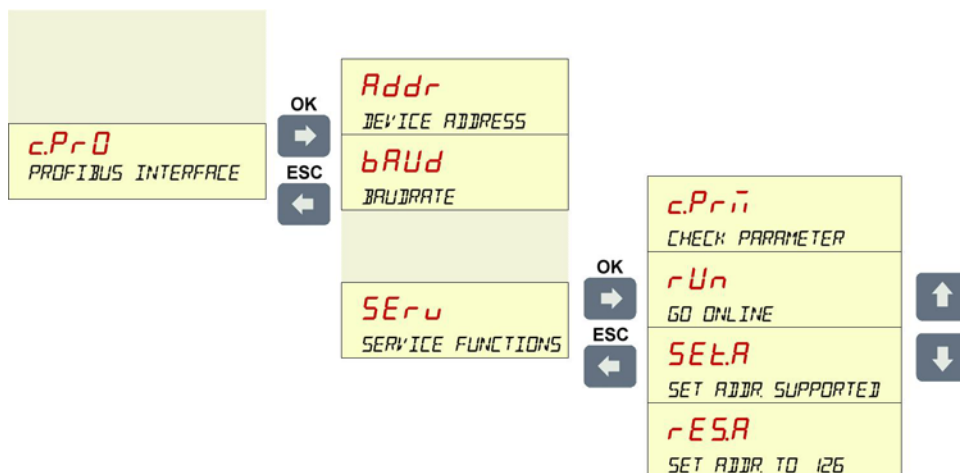 c.PrO
PROFIBUS INTERFACE
OK
ESC
Addr
DEVICE ADDRESS
bAUd
BAUDRATE
SErv
SERVICE FUNCTIONS
OK
ESC
c.Prm
CHECK PARAMETER
rUn
GO ONLINE
SEt.A
SET ADDR. SUPPORTED
rES.A
SET ADDR. TO 126